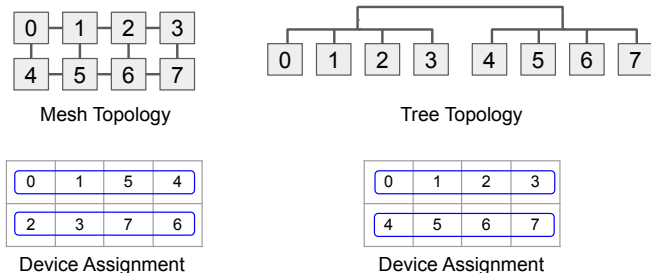 0 1 2 3
4 5 6 7
Mesh Topology
0 1 2 3 4 5 6 7
Tree Topology
0 1 5 4
2 3 7 6
Device Assignment
0 1 2 3
4 5 6 7
Device Assignment